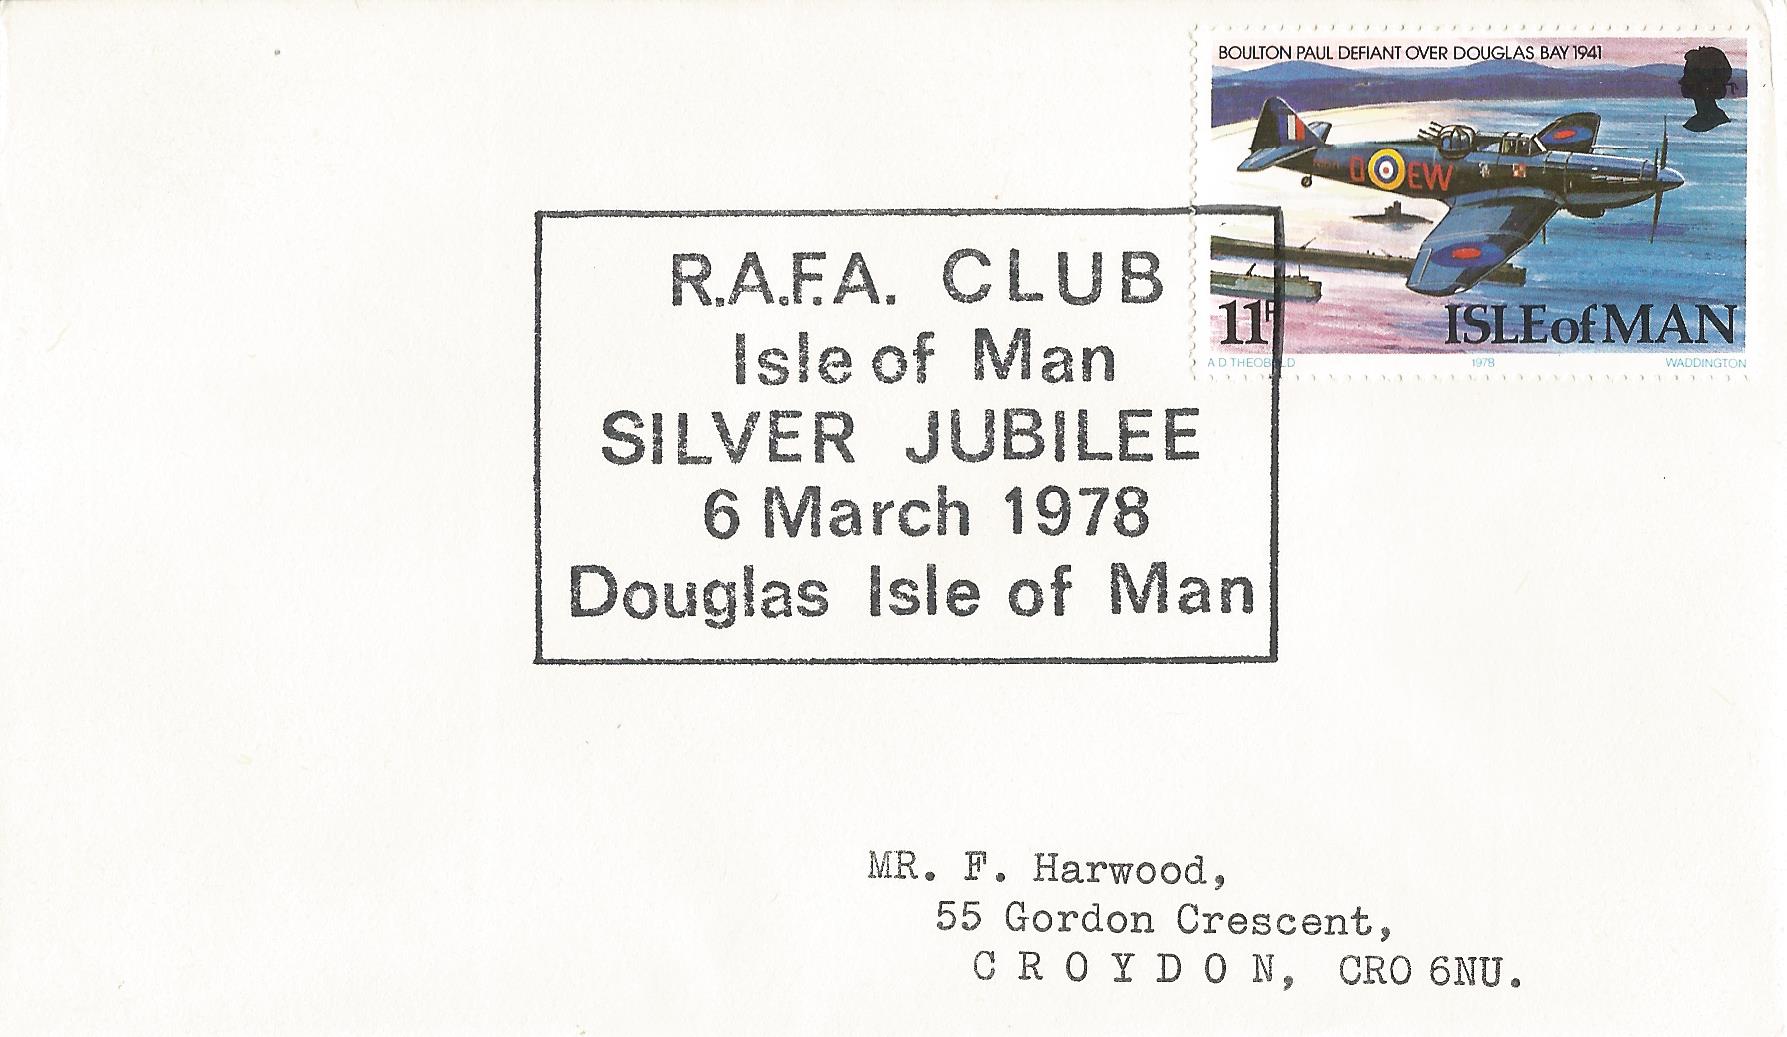 BOULTON PAUL DEFIANT OVER DOUGLAS BAY 1941
D EW
11P ISLE of MAN
A D THEOBALD 1978 WADDINGTON
R.A.F.A. CLUB
Isle of Man
SILVER JUBILEE
6 March 1978
Douglas Isle of Man
MR. F. Harwood,
55 Gordon Crescent,
C R O Y D O N, CRO 6NU.